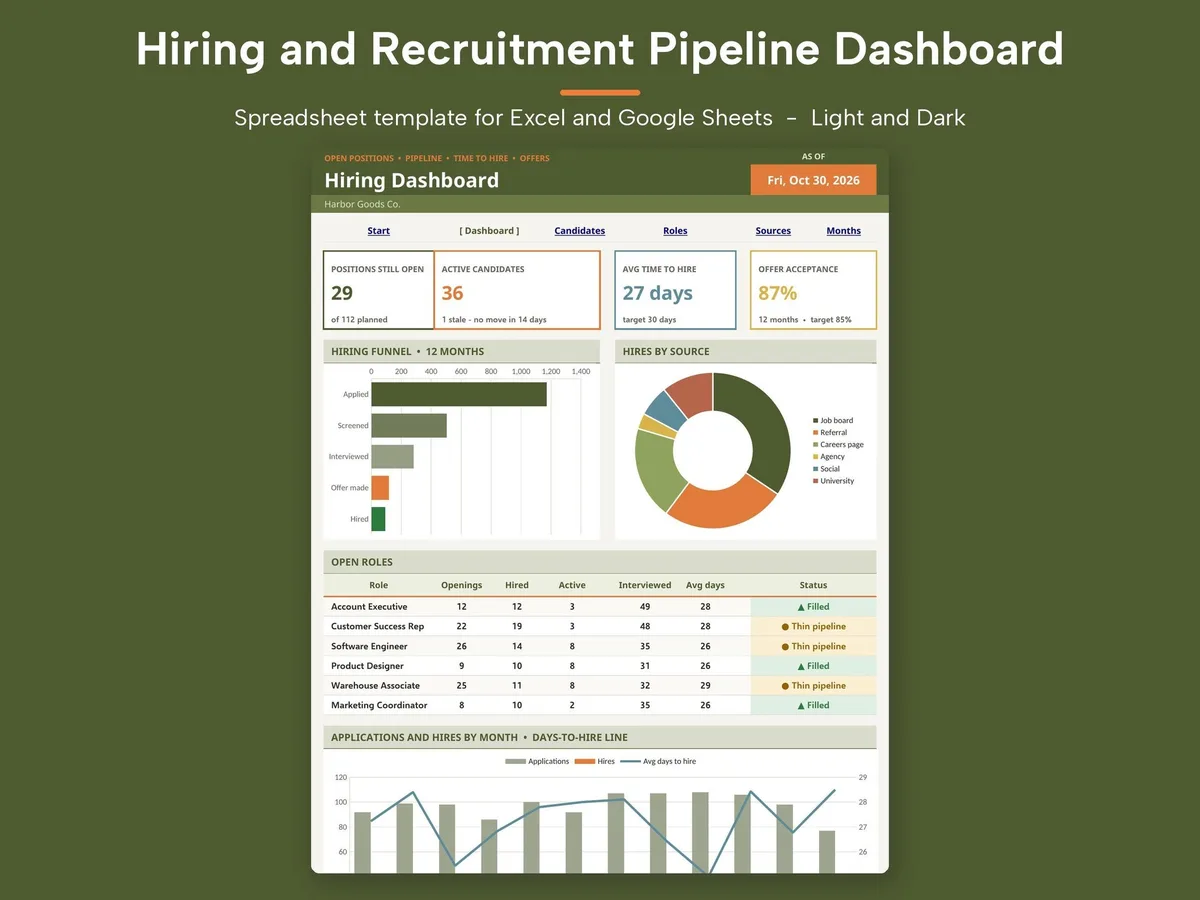 Hiring and Recruitment Pipeline Dashboard
Spreadsheet template for Excel and Google Sheets - Light and Dark
OPEN POSITIONS • PIPELINE • TIME TO HIRE • OFFERS
AS OF
Hiring Dashboard
Fri, Oct 30, 2026
Harbor Goods Co.
Start [ Dashboard ] Candidates Roles Sources Months
POSITIONS STILL OPEN ACTIVE CANDIDATES AVG TIME TO HIRE OFFER ACCEPTANCE
29 36 27 days 87%
of 112 planned 1 stale - no move in 14 days target 30 days 12 months • target 85%
HIRING FUNNEL • 12 MONTHS
0 200 400 600 800 1,000 1,200 1,400
Applied
Screened
Interviewed
Offer made
Hired
HIRES BY SOURCE
Job board
Referral
Careers page
Agency
Social
University
OPEN ROLES
Role Openings Hired Active Interviewed Avg days Status
Account Executive 12 12 3 49 28 ▲ Filled
Customer Success Rep 22 19 3 48 28 ● Thin pipeline
Software Engineer 26 14 8 35 26 ● Thin pipeline
Product Designer 9 10 8 31 26 ▲ Filled
Warehouse Associate 25 11 8 32 29 ● Thin pipeline
Marketing Coordinator 8 10 2 35 26 ▲ Filled
APPLICATIONS AND HIRES BY MONTH • DAYS-TO-HIRE LINE
Applications Hires Avg days to hire
120 29
100 28
80 27
60 26